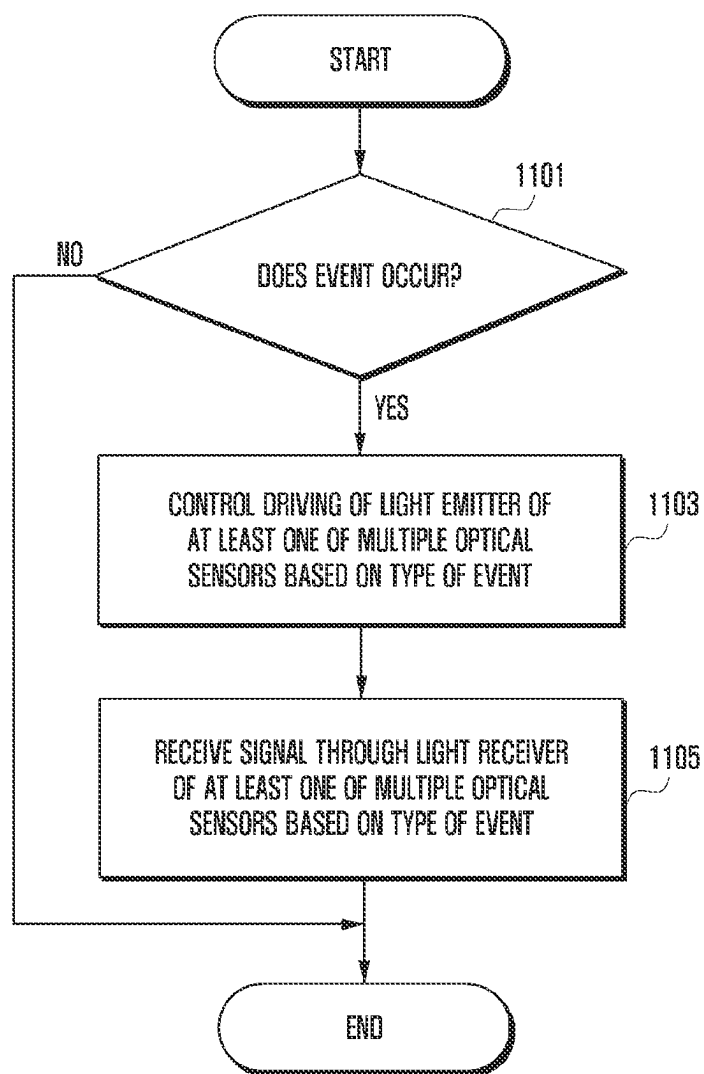 START
1101
NO
DOES EVENT OCCUR?
YES
CONTROL DRIVING OF LIGHT EMITTER OF
AT LEAST ONE OF MULTIPLE OPTICAL
SENSORS BASED ON TYPE OF EVENT
1103
RECEIVE SIGNAL THROUGH LIGHT RECEIVER
OF AT LEAST ONE OF MULTIPLE OPTICAL
SENSORS BASED ON TYPE OF EVENT
1105
END